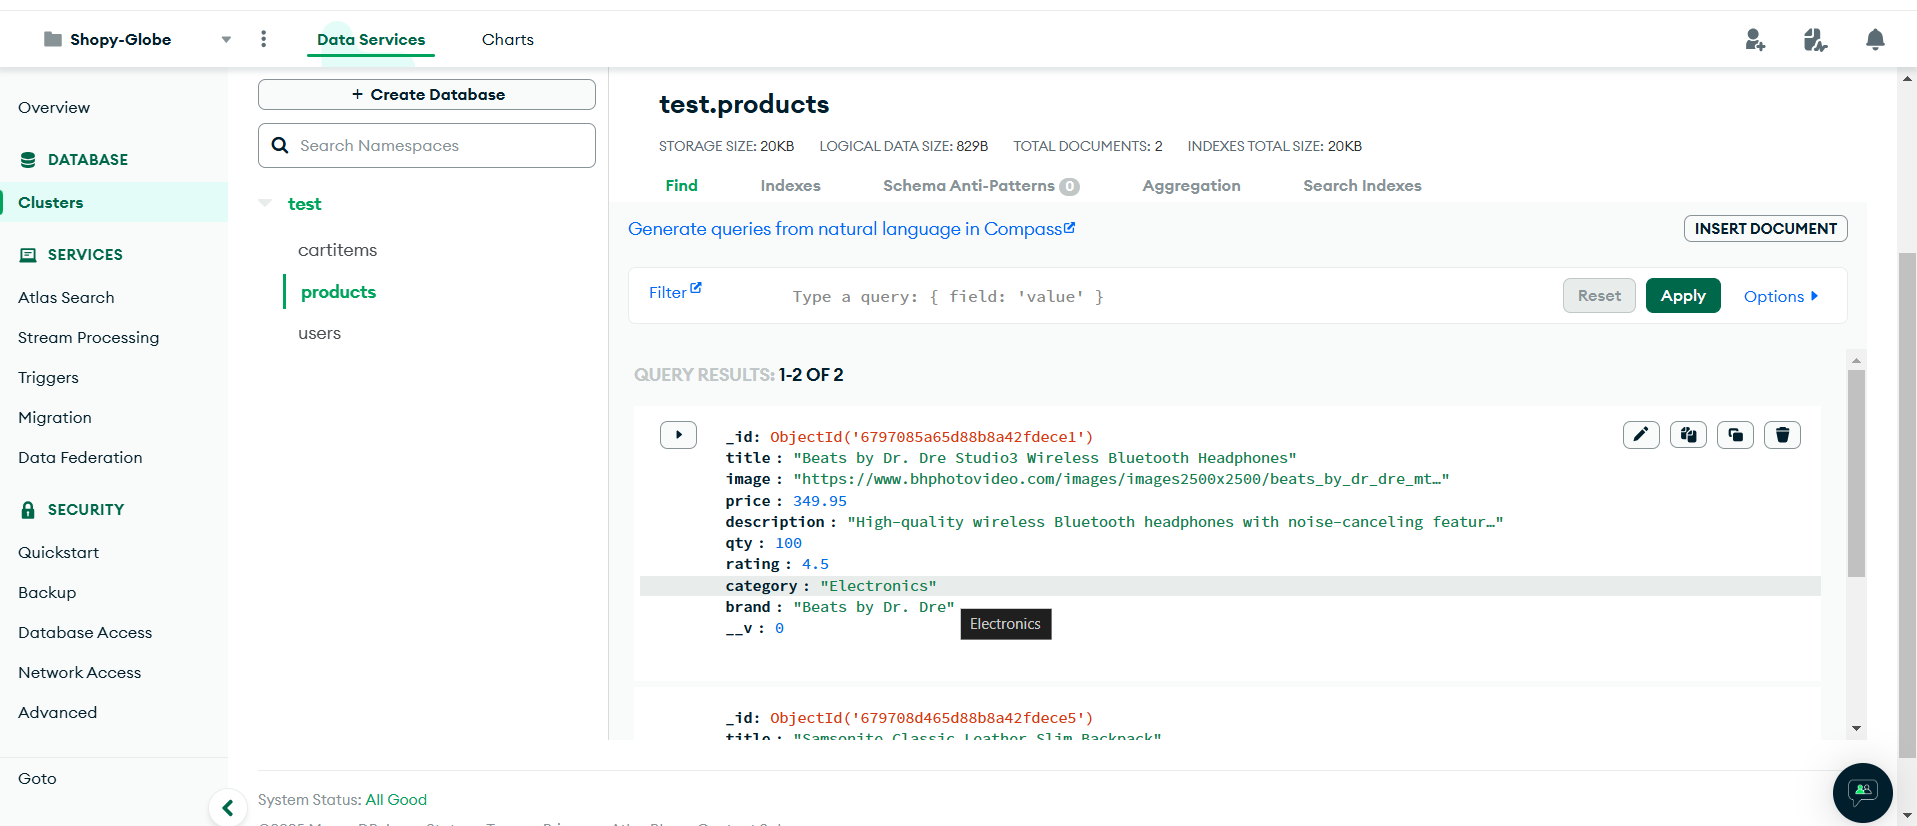 Shopy-Globe
Data Services
Charts
Overview
DATABASE
Clusters
SERVICES
Atlas Search
Stream Processing
Triggers
Migration
Data Federation
SECURITY
Quickstart
Backup
Database Access
Network Access
Advanced
Goto
+ Create Database
Search Namespaces
test
cartitems
products
users
test.products
STORAGE SIZE: 20KB LOGICAL DATA SIZE: 829B TOTAL DOCUMENTS: 2 INDEXES TOTAL SIZE: 20KB
Find Indexes Schema Anti-Patterns 0 Aggregation Search Indexes
Generate queries from natural language in Compass
INSERT DOCUMENT
Filter Type a query: { field: 'value' } Reset Apply Options
QUERY RESULTS: 1-2 OF 2
_id: ObjectId('6797085a65d88b8a42fdece1')
title : "Beats by Dr. Dre Studio3 Wireless Bluetooth Headphones"
image : "https://www.bhphotovideo.com/images/images2500x2500/beats_by_dr_dre_mt…"
price : 349.95
description : "High-quality wireless Bluetooth headphones with noise-canceling featur…"
qty : 100
rating : 4.5
category : "Electronics"
brand : "Beats by Dr. Dre"
Electronics
__v : 0
_id: ObjectId('679708d465d88b8a42fdece5')
title : "Samsonite Classic Leather Slim Backpack"
System Status: All Good